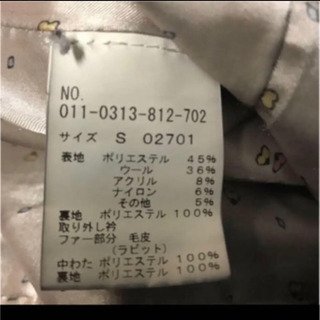 NO.
011-0313-812-702
サイズ S 02701
表地 ポリエステル 45%
ウール 36%
アクリル 8%
ナイロン 6%
その他 5%
裏地 ポリエステル 100%
取り外し衿
ファー部分 毛皮
(ラビット)
中わた ポリエステル 100%
裏地 ポリエステル 100%